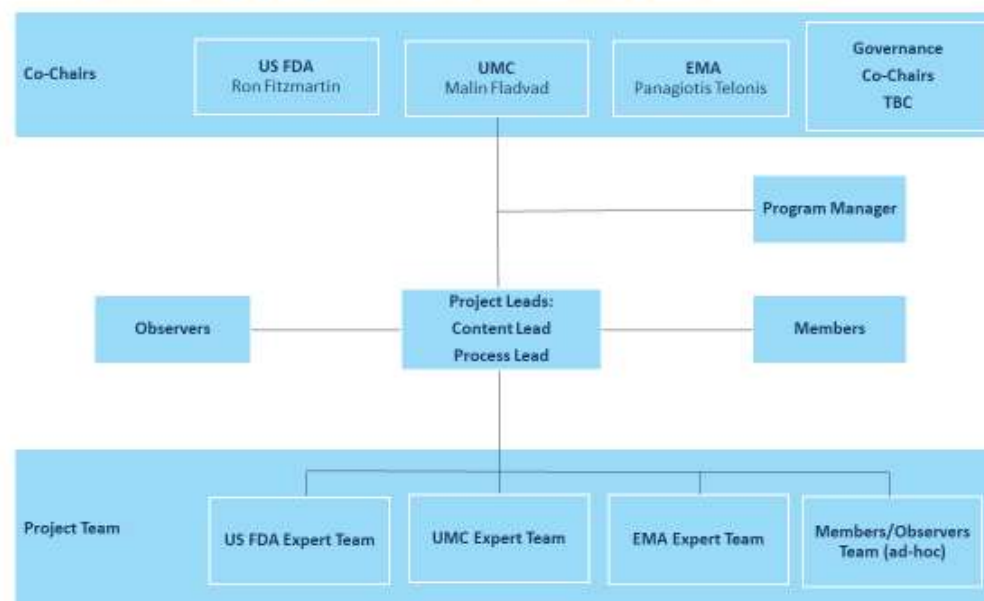 Co-Chairs
US FDA
Ron Fitzmartin
UMC
Malin Fladvad
EMA
Panagiotis Telonis
Governance
Co-Chairs
TBC
Program Manager
Observers
Project Leads:
Content Lead
Process Lead
Members
Project Team
US FDA Expert Team
UMC Expert Team
EMA Expert Team
Members/Observers
Team (ad-hoc)